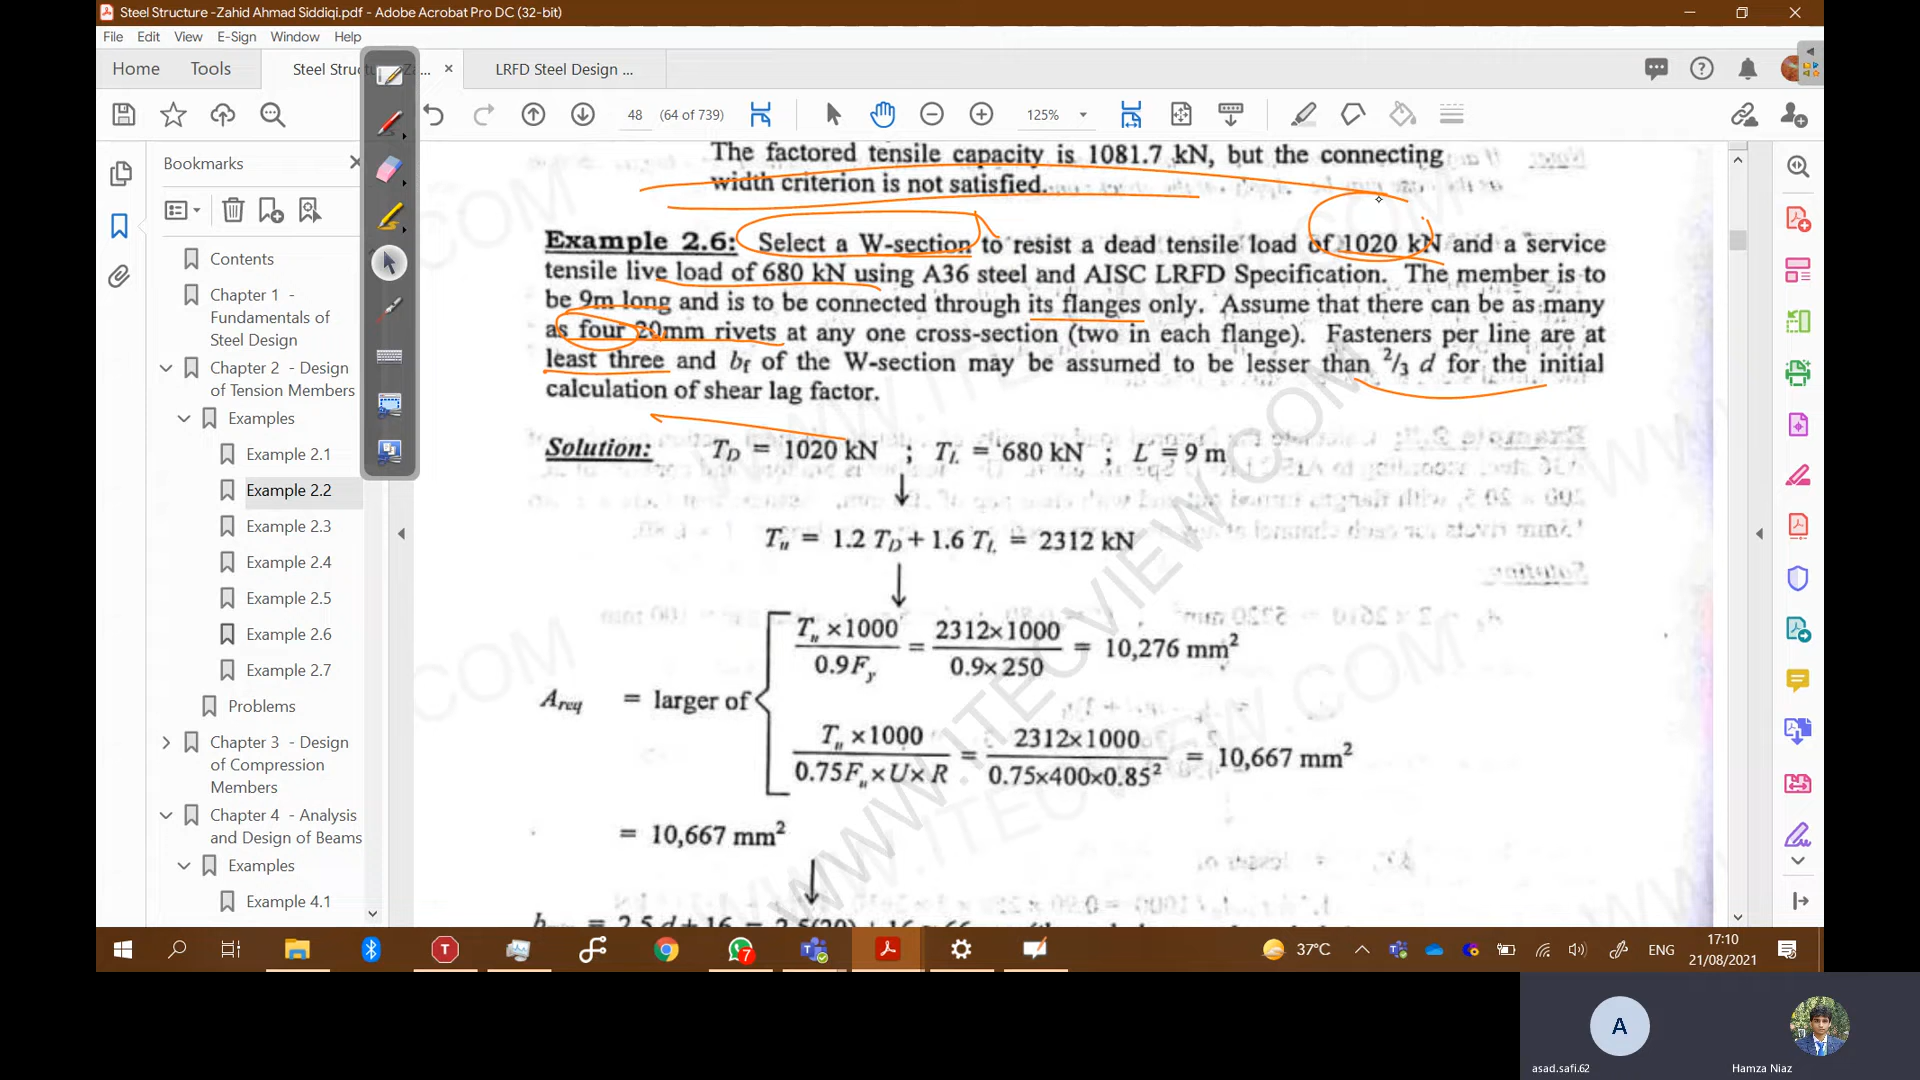 Steel Structure -Zahid Ahmad Siddiqi.pdf - Adobe Acrobat Pro DC (32-bit)
File Edit View E-Sign Window Help
Home Tools Steel Struct ... × LRFD Steel Design ...
48 (64 of 739) 125%
Bookmarks
Contents
Chapter 1 -
Fundamentals of
Steel Design
Chapter 2 - Design
of Tension Members
Examples
Example 2.1
Example 2.2
Example 2.3
Example 2.4
Example 2.5
Example 2.6
Example 2.7
Problems
Chapter 3 - Design
of Compression
Members
Chapter 4 - Analysis
and Design of Beams
Examples
Example 4.1
The factored tensile capacity is 1081.7 kN, but the connecting
width criterion is not satisfied.
Example 2.6: Select a W-section to resist a dead tensile load of 1020 kN and a service
tensile live load of 680 kN using A36 steel and AISC LRFD Specification. The member is to
be 9m long and is to be connected through its flanges only. Assume that there can be as many
as four 20mm rivets at any one cross-section (two in each flange). Fasteners per line are at
least three and bf of the W-section may be assumed to be lesser than 2/3 d for the initial
calculation of shear lag factor.
Solution: TD = 1020 kN ; TL = 680 kN ; L = 9 m
↓
Tu = 1.2 TD + 1.6 TL = 2312 kN
↓
Tu ×1000 / 0.9Fy = 2312×1000 / 0.9×250 = 10,276 mm²
Areq = larger of
Tu ×1000 / 0.75Fu × U × R = 2312×1000 / 0.75×400×0.85² = 10,667 mm²
= 10,667 mm²
↓
WWW.ITECVIEW.COM
7
37°C ENG
17:10
21/08/2021
A
asad.safi.62
Hamza Niaz